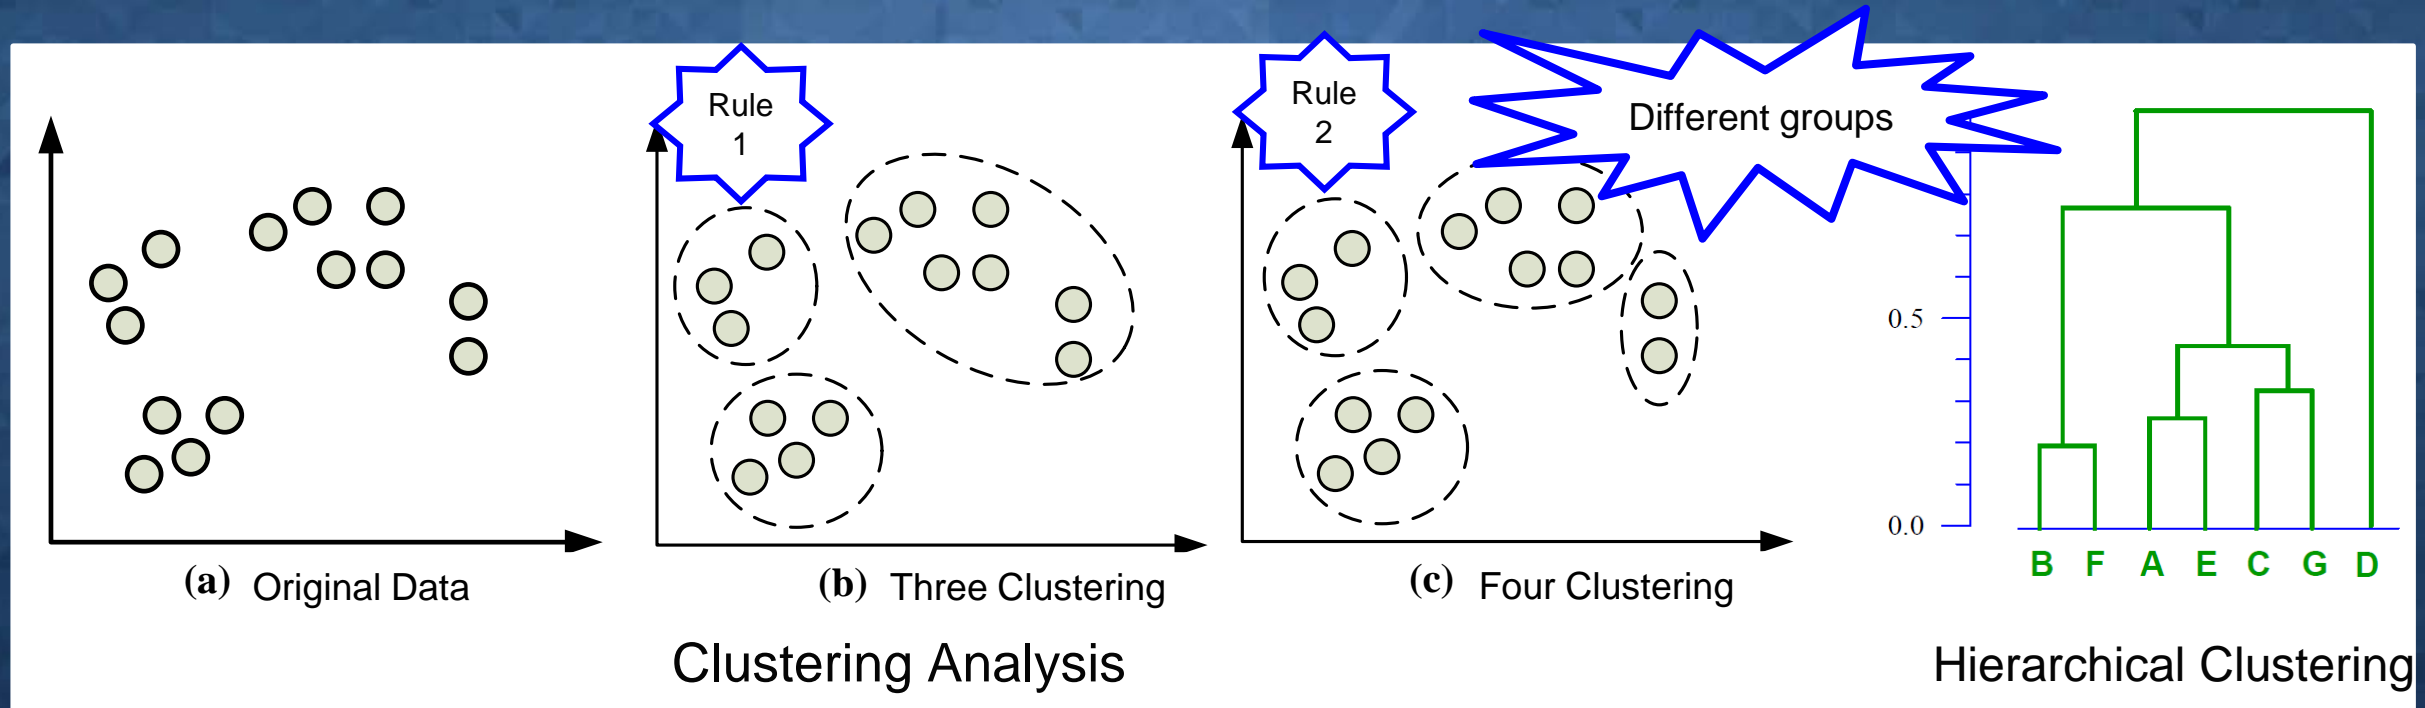 Rule
1
Rule
2
Different groups
0.5
0.0
B F A E C G D
(a) Original Data
(b) Three Clustering
(c) Four Clustering
Clustering Analysis
Hierarchical Clustering